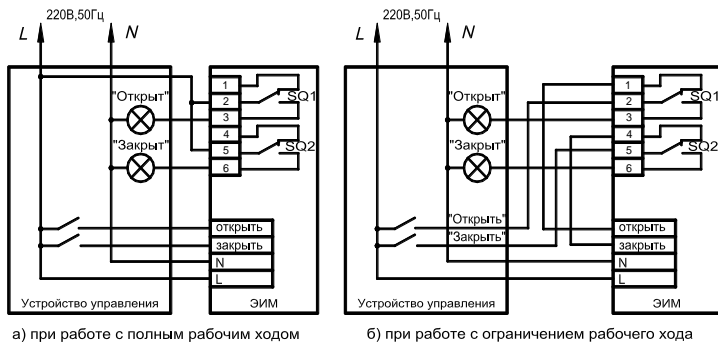 220В,50Гц
L
N
"Открыт"
"Закрыт"
1
2
3
4
5
6
SQ1
SQ2
открыть
закрыть
N
L
Устройство управления
ЭИМ
а) при работе с полным рабочим ходом
220В,50Гц
L
N
"Открыт"
"Закрыт"
"Открыть"
"Закрыть"
1
2
3
4
5
6
SQ1
SQ2
открыть
закрыть
N
L
Устройство управления
ЭИМ
б) при работе с ограничением рабочего хода